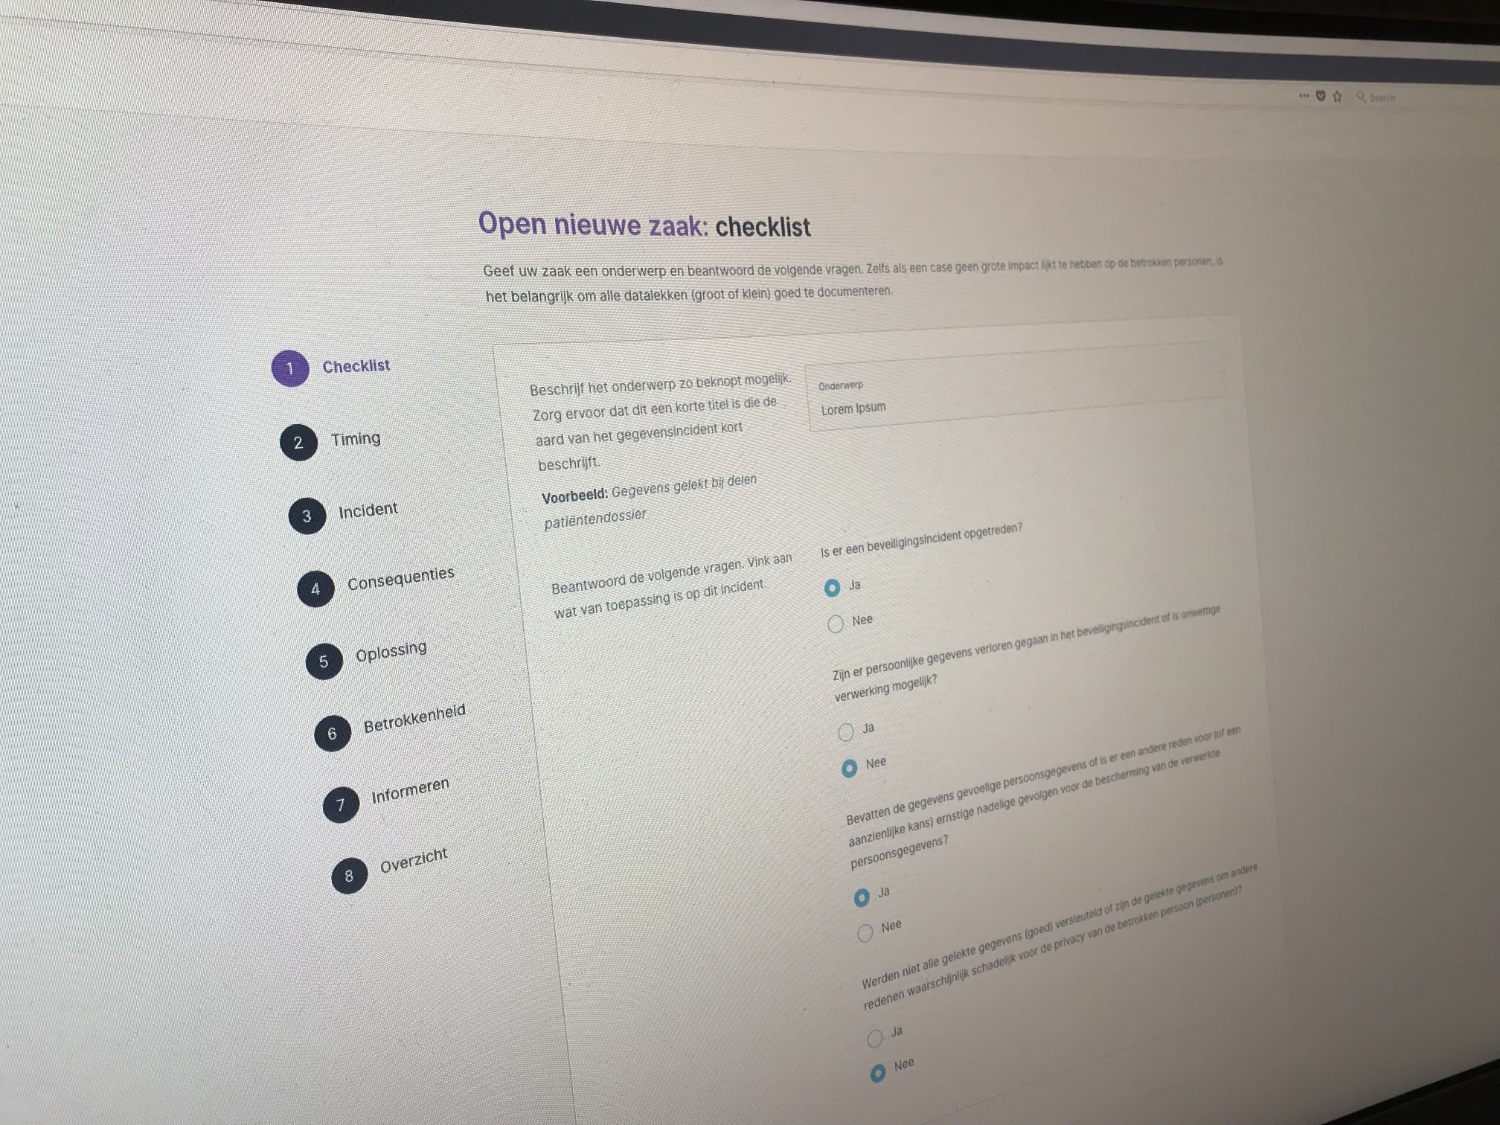 Search
Open nieuwe zaak: checklist
Geef uw zaak een onderwerp en beantwoord de volgende vragen. Zelfs als een case geen grote impact lijkt te hebben op de betrokken personen, is
het belangrijk om alle datalekken (groot of klein) goed te documenteren.
1 Checklist
2 Timing
3 Incident
4 Consequenties
5 Oplossing
6 Betrokkenheid
7 Informeren
8 Overzicht
Beschrijf het onderwerp zo beknopt mogelijk.
Zorg ervoor dat dit een korte titel is die de
aard van het gegevensincident kort
beschrijft.
Voorbeeld: Gegevens gelekt bij delen
patiëntendossier
Onderwerp
Lorem Ipsum
Beantwoord de volgende vragen. Vink aan
wat van toepassing is op dit incident.
Is er een beveiligingsincident opgetreden?
Ja
Nee
Zijn er persoonlijke gegevens verloren gegaan in het beveiligingsincident of is onwettige
verwerking mogelijk?
Ja
Nee
Bevatten de gegevens gevoelige persoonsgegevens of is er een andere reden voor (of een
aanzienlijke kans) ernstige nadelige gevolgen voor de bescherming van de verwerkte
persoonsgegevens?
Ja
Nee
Werden niet alle gelekte gegevens (goed) versleuteld of zijn de gelekte gegevens om andere
redenen waarschijnlijk schadelijk voor de privacy van de betrokken persoon (personen)?
Ja
Nee